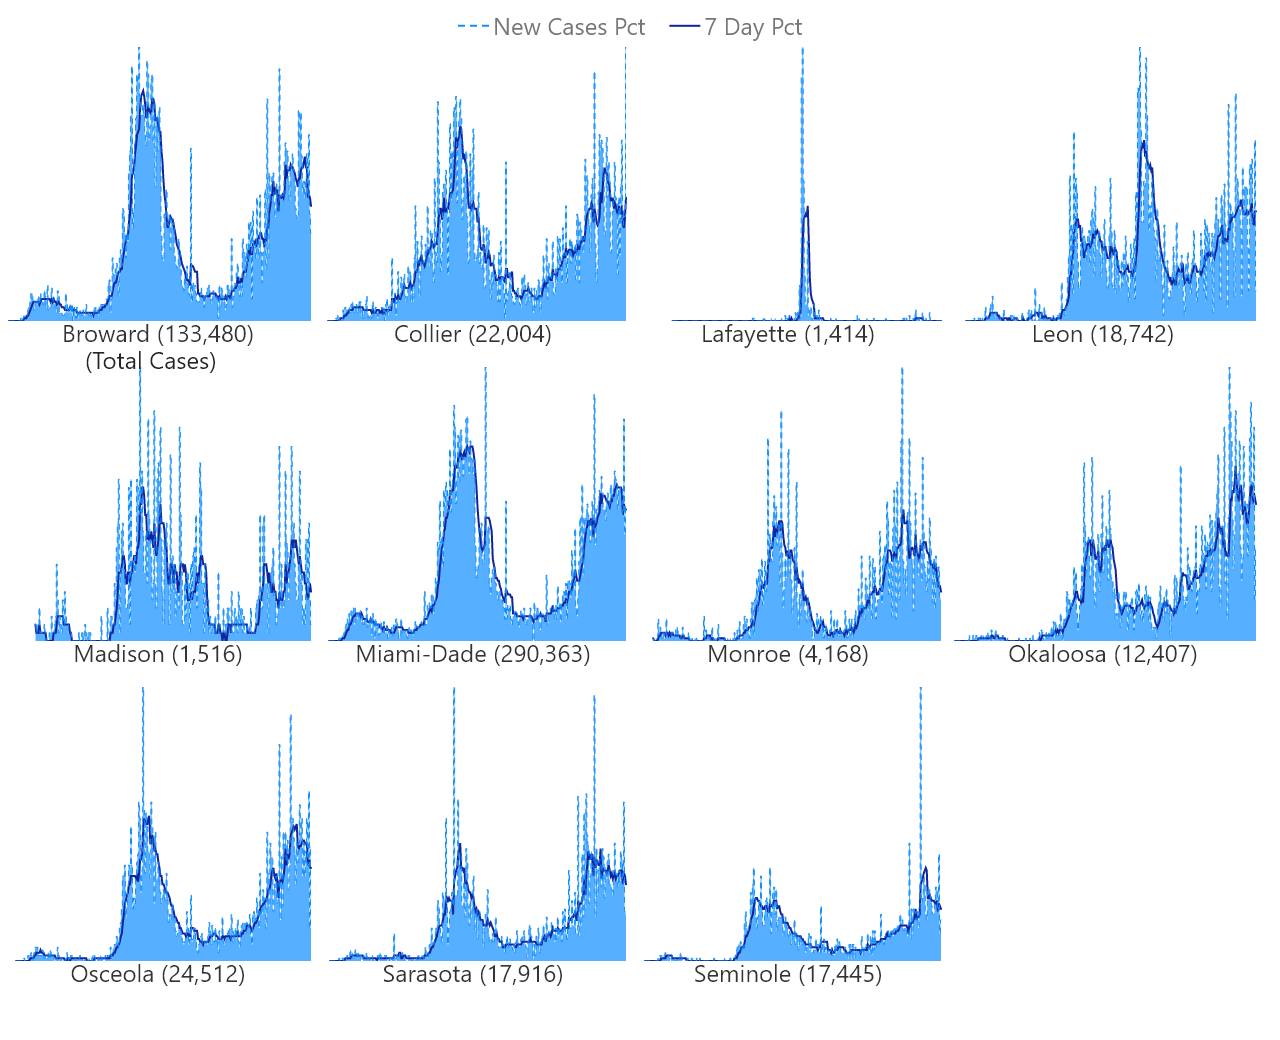 New Cases Pct 7 Day Pct
Broward (133,480) Collier (22,004) Lafayette (1,414) Leon (18,742)
(Total Cases)
Madison (1,516) Miami-Dade (290,363) Monroe (4,168) Okaloosa (12,407)
Osceola (24,512) Sarasota (17,916) Seminole (17,445)